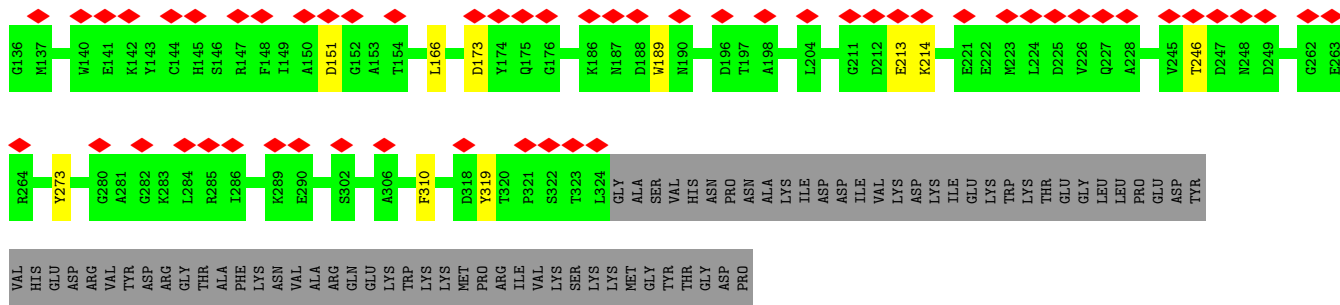 G136 M137 W140 E141 K142 Y143 C144 H145 S146 R147 F148 I149 A150 D151 G152 A153 T154 L166 D173 Y174 Q175 G176 K186 N187 D188 W189 N190 D196 T197 A198 L204 G211 D212 E213 K214 E221 E222 M223 L224 D225 V226 Q227 A228 V245 T246 D247 N248 D249 G262 E263
R264 Y273 G280 A281 G282 K283 L284 R285 I286 K289 E290 S302 A306 F310 D318 Y319 T320 P321 S322 T323 L324 GLY ALA SER VAL HIS ASN PRO ASN ALA LYS ILE ASP ASP ILE VAL LYS ASP LYS ILE GLU LYS TRP LYS THR GLU GLY LEU LEU PRO GLU ASP TYR
VAL HIS GLU ASP ARG VAL TYR ASP ARG GLY THR ALA PHE LYS ASN VAL ALA ARG GLN GLU LYS TRP LYS LYS MET PRO ARG ILE VAL LYS SER LYS LYS MET GLY TYR THR GLY ASP PRO